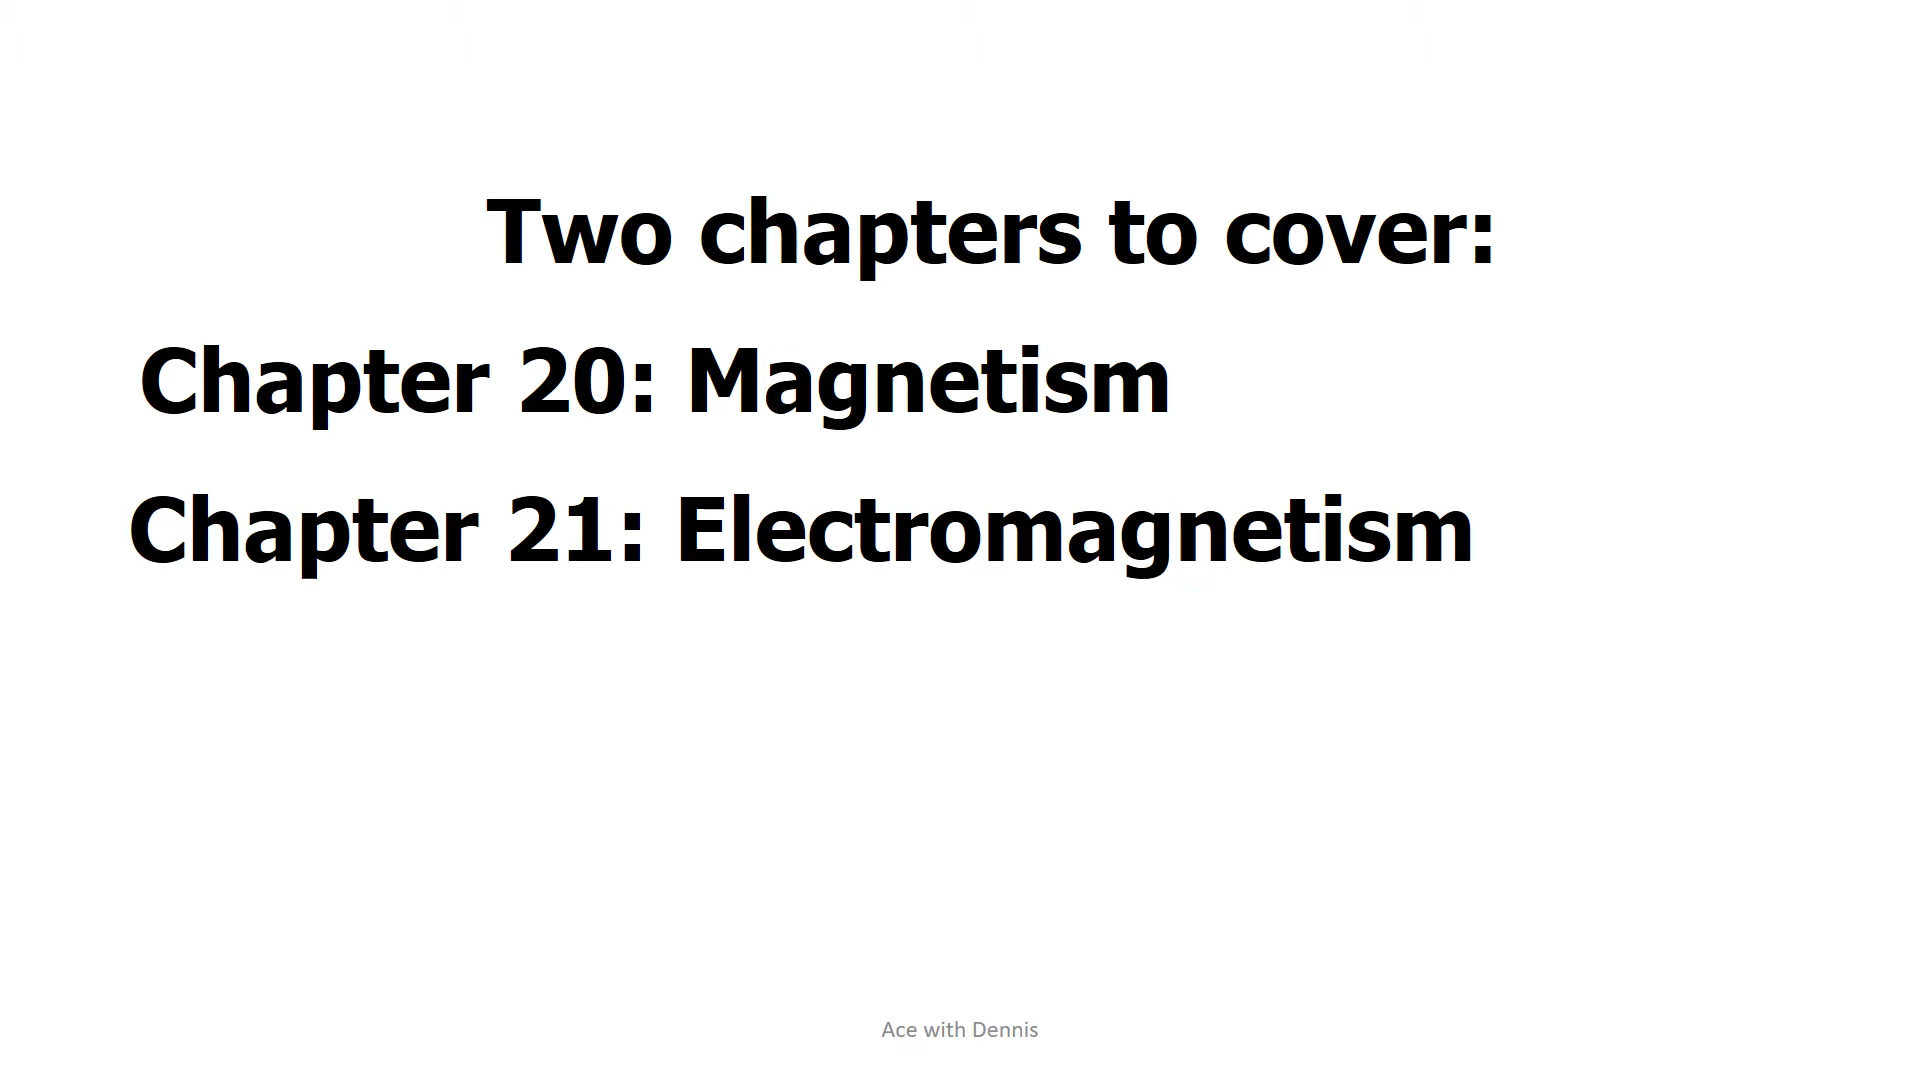 Two chapters to cover:
Chapter 20: Magnetism
Chapter 21: Electromagnetism
Ace with Dennis